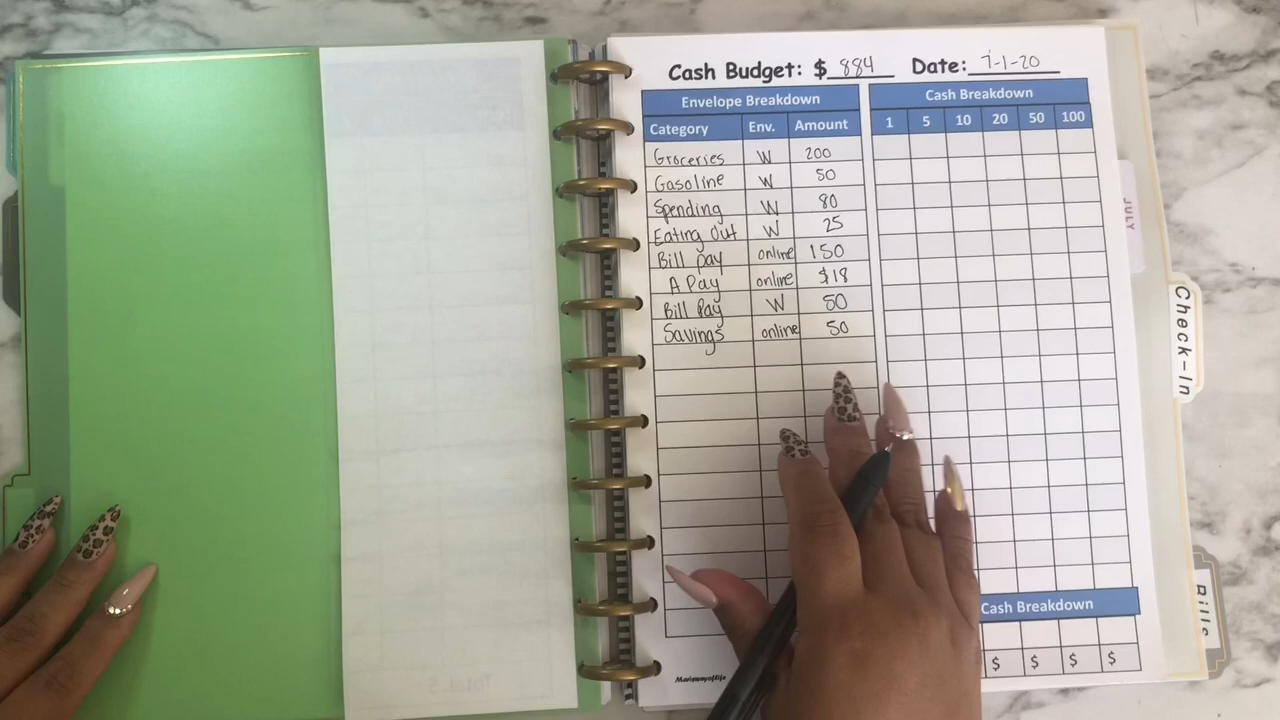 Cash Budget: $ 884 Date: 7-1-20
Envelope Breakdown Cash Breakdown
Category Env. Amount 1 5 10 20 50 100
Groceries W 200
Gasoline W 50
Spending W 80
Eating Out W 25
Bill pay online 150
A Pay online $18
Bill Pay W
Savings online 50
JULY
Check-In
Bills
Cash Breakdown
$ $ $ $